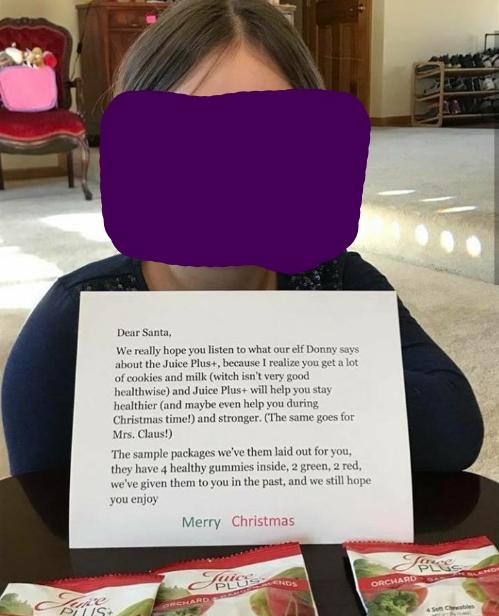 Dear Santa,
We really hope you listen to what our elf Donny says
about the Juice Plus+, because I realize you get a lot
of cookies and milk (witch isn't very good
healthwise) and Juice Plus+ will help you stay
healthier (and maybe even help you during
Christmas time!) and stronger. (The same goes for
Mrs. Claus!)
The sample packages we've them laid out for you,
they have 4 healthy gummies inside, 2 green, 2 red,
we've given them to you in the past, and we still hope
you enjoy
Merry Christmas
Juice
PLUS+
Juice
PLUS+
ORCHARD BLENDS
Juice
PLUS+
ORCHARD GARDEN BLENDS
4 Soft Chewables